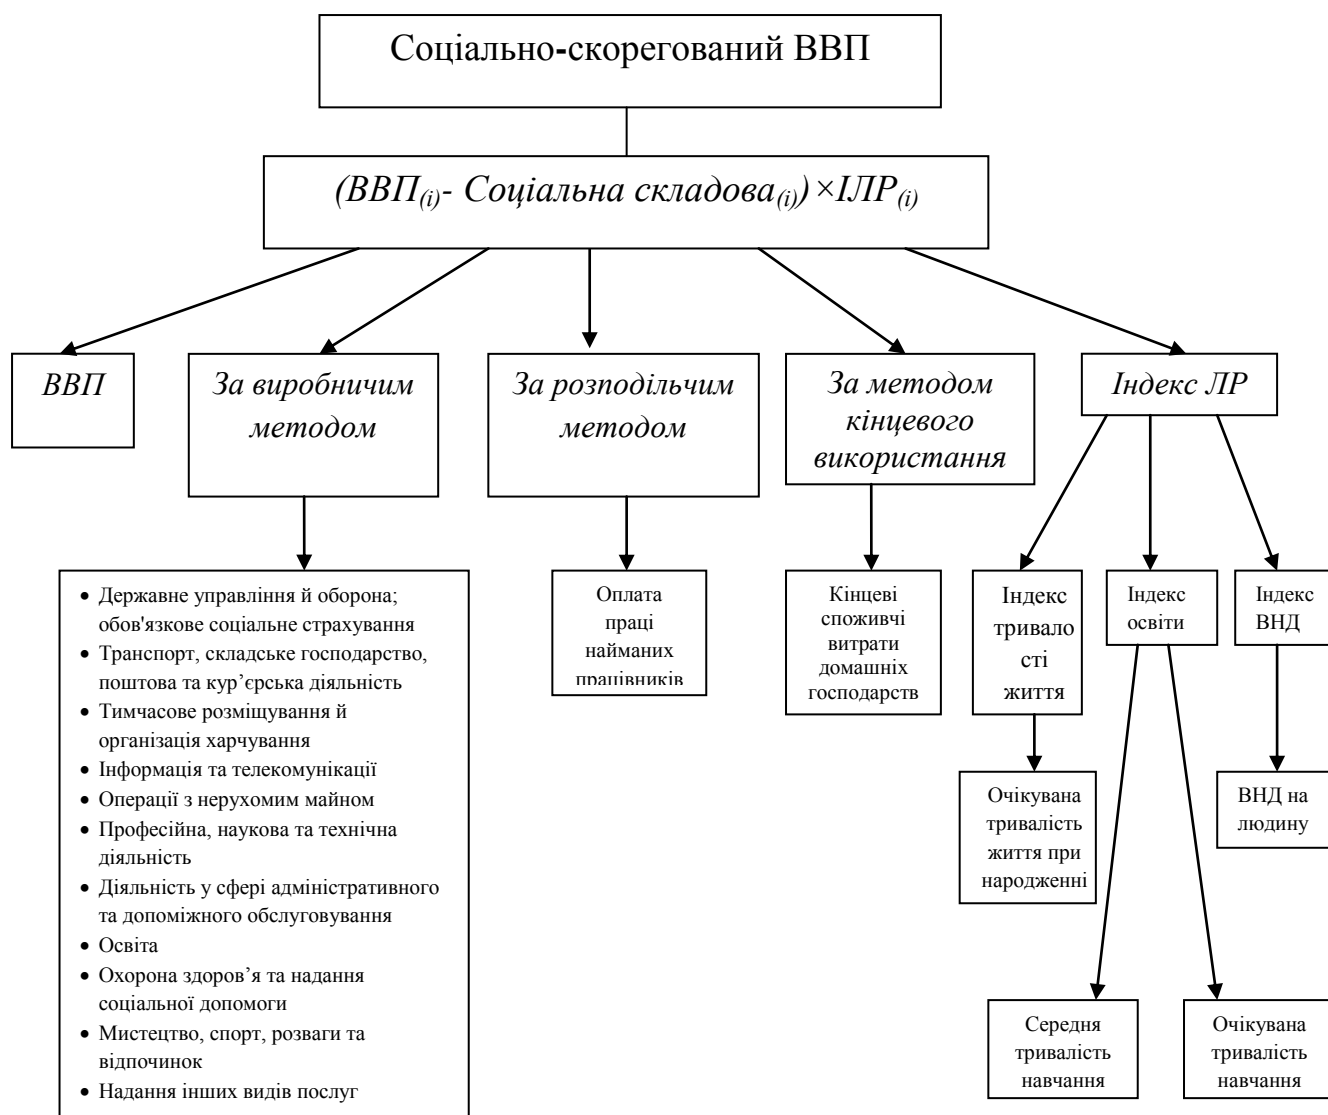 Соціально-скорегований ВВП
(ВВП(i)- Соціальна складова(i))×ІЛР(i)
ВВП
За виробничим
методом
За розподільчим
методом
За методом
кінцевого
використання
Індекс ЛР
• Державне управління й оборона;
обов'язкове соціальне страхування
• Транспорт, складське господарство,
поштова та кур’єрська діяльність
• Тимчасове розміщування й
організація харчування
• Інформація та телекомунікації
• Операції з нерухомим майном
• Професійна, наукова та технічна
діяльність
• Діяльність у сфері адміністративного
та допоміжного обслуговування
• Освіта
• Охорона здоров’я та надання
соціальної допомоги
• Мистецтво, спорт, розваги та
відпочинок
• Надання інших видів послуг
Оплата
праці
найманих
працівників
Кінцеві
споживчі
витрати
домашніх
господарств
Індекс
тривало
сті
життя
Індекс
освіти
Індекс
ВНД
Очікувана
тривалість
життя при
народженні
ВНД на
людину
Середня
тривалість
навчання
Очікувана
тривалість
навчання